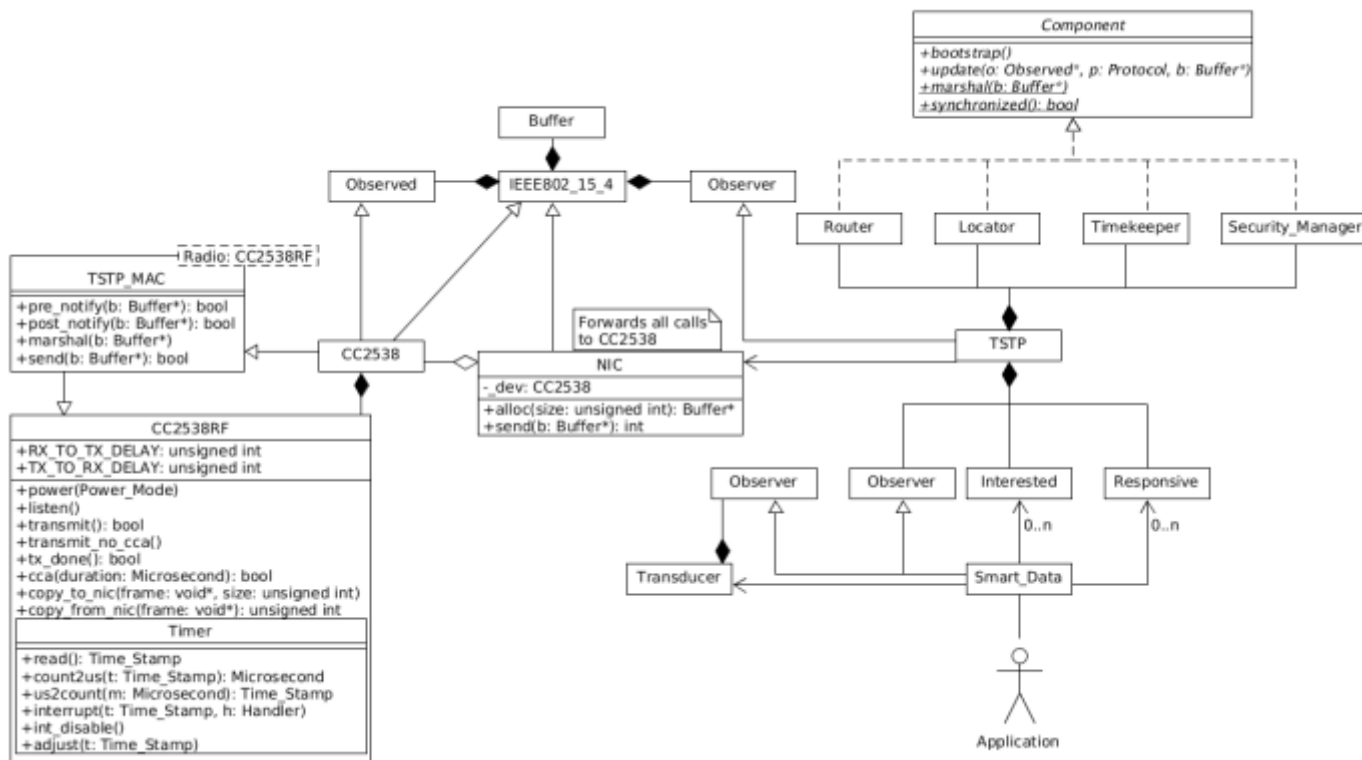 Component
+bootstrap()
+update(o: Observed*, p: Protocol, b: Buffer*)
+marshal(b: Buffer*)
+synchronized(): bool
Buffer
Observed
IEEE802_15_4
Observer
Router
Locator
Timekeeper
Security_Manager
Radio: CC2538RF
TSTP_MAC
+pre_notify(b: Buffer*): bool
+post_notify(b: Buffer*): bool
+marshal(b: Buffer*)
+send(b: Buffer*): bool
CC2538
Forwards all calls
to CC2538
NIC
-_dev: CC2538
+alloc(size: unsigned int): Buffer*
+send(b: Buffer*): int
TSTP
CC2538RF
+RX_TO_TX_DELAY: unsigned int
+TX_TO_RX_DELAY: unsigned int
+power(Power_Mode)
+listen()
+transmit(): bool
+transmit_no_cca()
+tx_done(): bool
+cca(duration: Microsecond): bool
+copy_to_nic(frame: void*, size: unsigned int)
+copy_from_nic(frame: void*): unsigned int
Timer
+read(): Time_Stamp
+count2us(t: Time_Stamp): Microsecond
+us2count(m: Microsecond): Time_Stamp
+interrupt(t: Time_Stamp, h: Handler)
+int_disable()
+adjust(t: Time_Stamp)
Observer
Observer
Interested
Responsive
0..n
0..n
Transducer
Smart_Data
Application